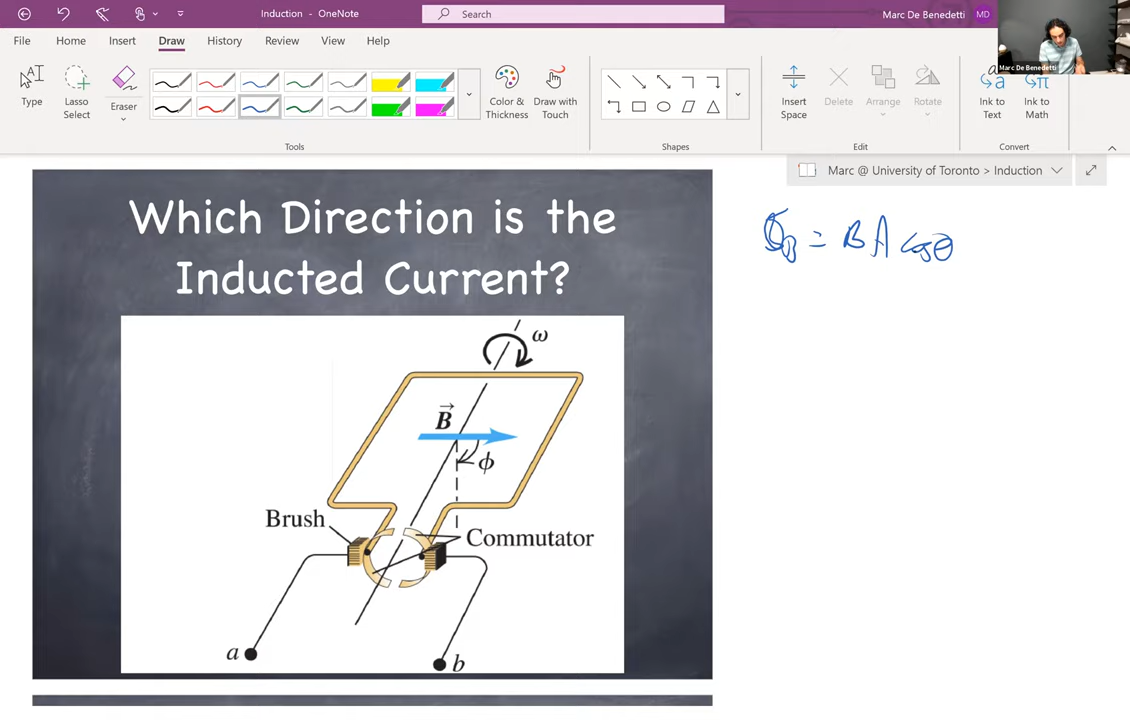 Induction - OneNote
Search
Marc De Benedetti
MD
File
Home
Insert
Draw
History
Review
View
Help
Type
Lasso
Select
Eraser
Color &
Thickness
Draw with
Touch
Insert
Space
Delete
Arrange
Rotate
Ink to
Text
Ink to
Math
Tools
Shapes
Edit
Convert
Marc De Benedetti
Marc @ University of Toronto > Induction
Which Direction is the
Inducted Current?
ω
B⃗
ϕ
Brush
Commutator
a
b
Φ_B = BA cosθ